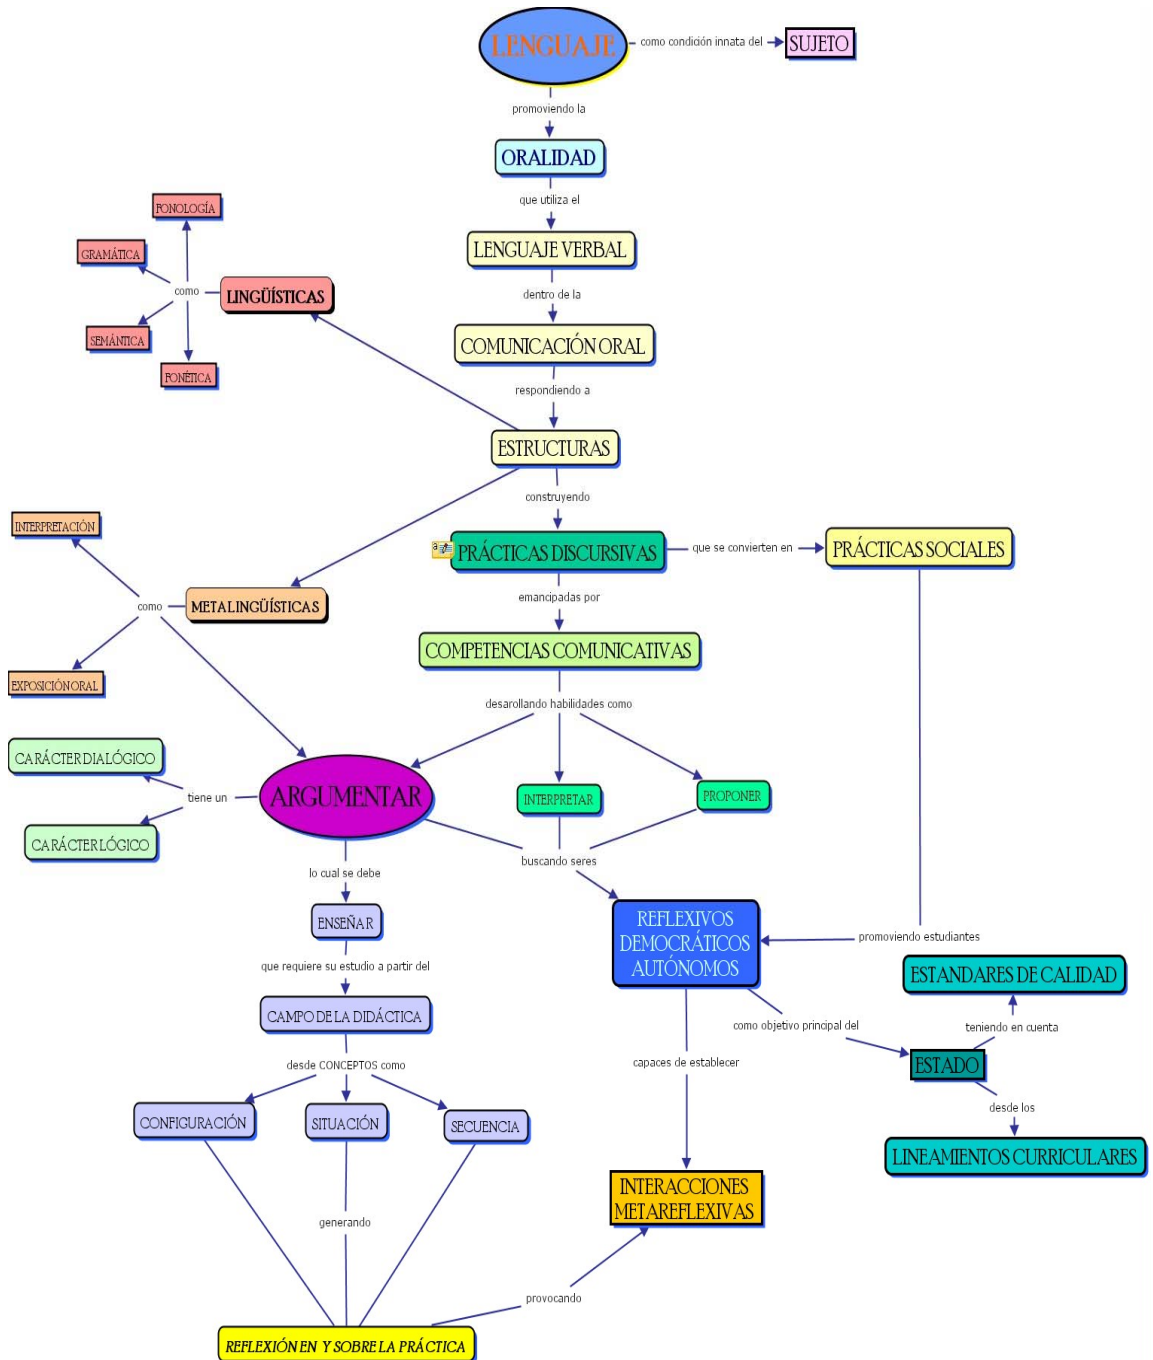 LENGUAJE
como condición innata del
SUJETO
promoviendo la
ORALIDAD
que utiliza el
LENGUAJE VERBAL
dentro de la
COMUNICACIÓN ORAL
respondiendo a
ESTRUCTURAS
LINGÜÍSTICAS
como
FONOLOGÍA
GRAMÁTICA
SEMÁNTICA
FONÉTICA
METALINGÜÍSTICAS
como
INTERPRETACIÓN
EXPOSICIÓN ORAL
construyendo
PRÁCTICAS DISCURSIVAS
que se convierten en
PRÁCTICAS SOCIALES
emancipadas por
COMPETENCIAS COMUNICATIVAS
desarollando habilidades como
ARGUMENTAR
INTERPRETAR
PROPONER
tiene un
CARÁCTER DIALÓGICO
CARÁCTER LÓGICO
buscando seres
lo cual se debe
ENSEÑAR
REFLEXIVOS
DEMOCRÁTICOS
AUTÓNOMOS
promoviendo estudiantes
que requiere su estudio a partir del
CAMPO DE LA DIDÁCTICA
ESTANDARES DE CALIDAD
teniendo en cuenta
como objetivo principal del
ESTADO
desde los
LINEAMIENTOS CURRICULARES
capaces de establecer
desde CONCEPTOS como
CONFIGURACIÓN
SITUACIÓN
SECUENCIA
INTERACCIONES
METAREFLEXIVAS
generando
provocando
REFLEXIÓN EN Y SOBRE LA PRÁCTICA